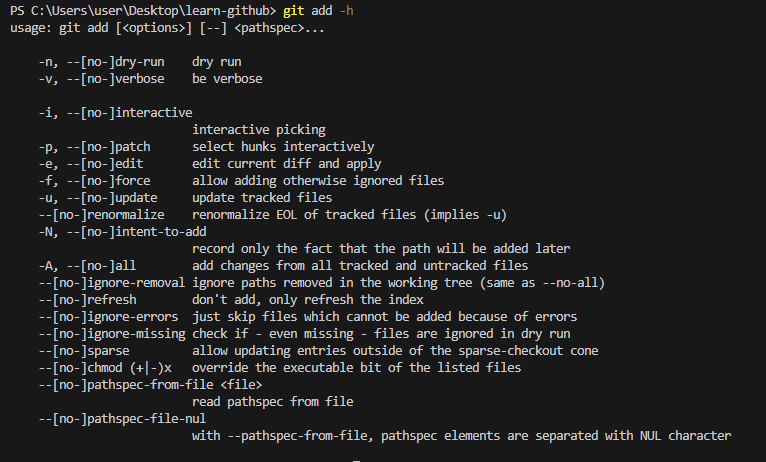 PS C:\Users\user\Desktop\learn-github> git add -h
usage: git add [<options>] [--] <pathspec>...

    -n, --[no-]dry-run    dry run
    -v, --[no-]verbose    be verbose

    -i, --[no-]interactive
                          interactive picking
    -p, --[no-]patch      select hunks interactively
    -e, --[no-]edit       edit current diff and apply
    -f, --[no-]force      allow adding otherwise ignored files
    -u, --[no-]update     update tracked files
    --[no-]renormalize    renormalize EOL of tracked files (implies -u)
    -N, --[no-]intent-to-add
                          record only the fact that the path will be added later
    -A, --[no-]all        add changes from all tracked and untracked files
    --[no-]ignore-removal ignore paths removed in the working tree (same as --no-all)
    --[no-]refresh        don't add, only refresh the index
    --[no-]ignore-errors  just skip files which cannot be added because of errors
    --[no-]ignore-missing check if - even missing - files are ignored in dry run
    --[no-]sparse         allow updating entries outside of the sparse-checkout cone
    --[no-]chmod (+|-)x   override the executable bit of the listed files
    --[no-]pathspec-from-file <file>
                          read pathspec from file
    --[no-]pathspec-file-nul
                          with --pathspec-from-file, pathspec elements are separated with NUL character